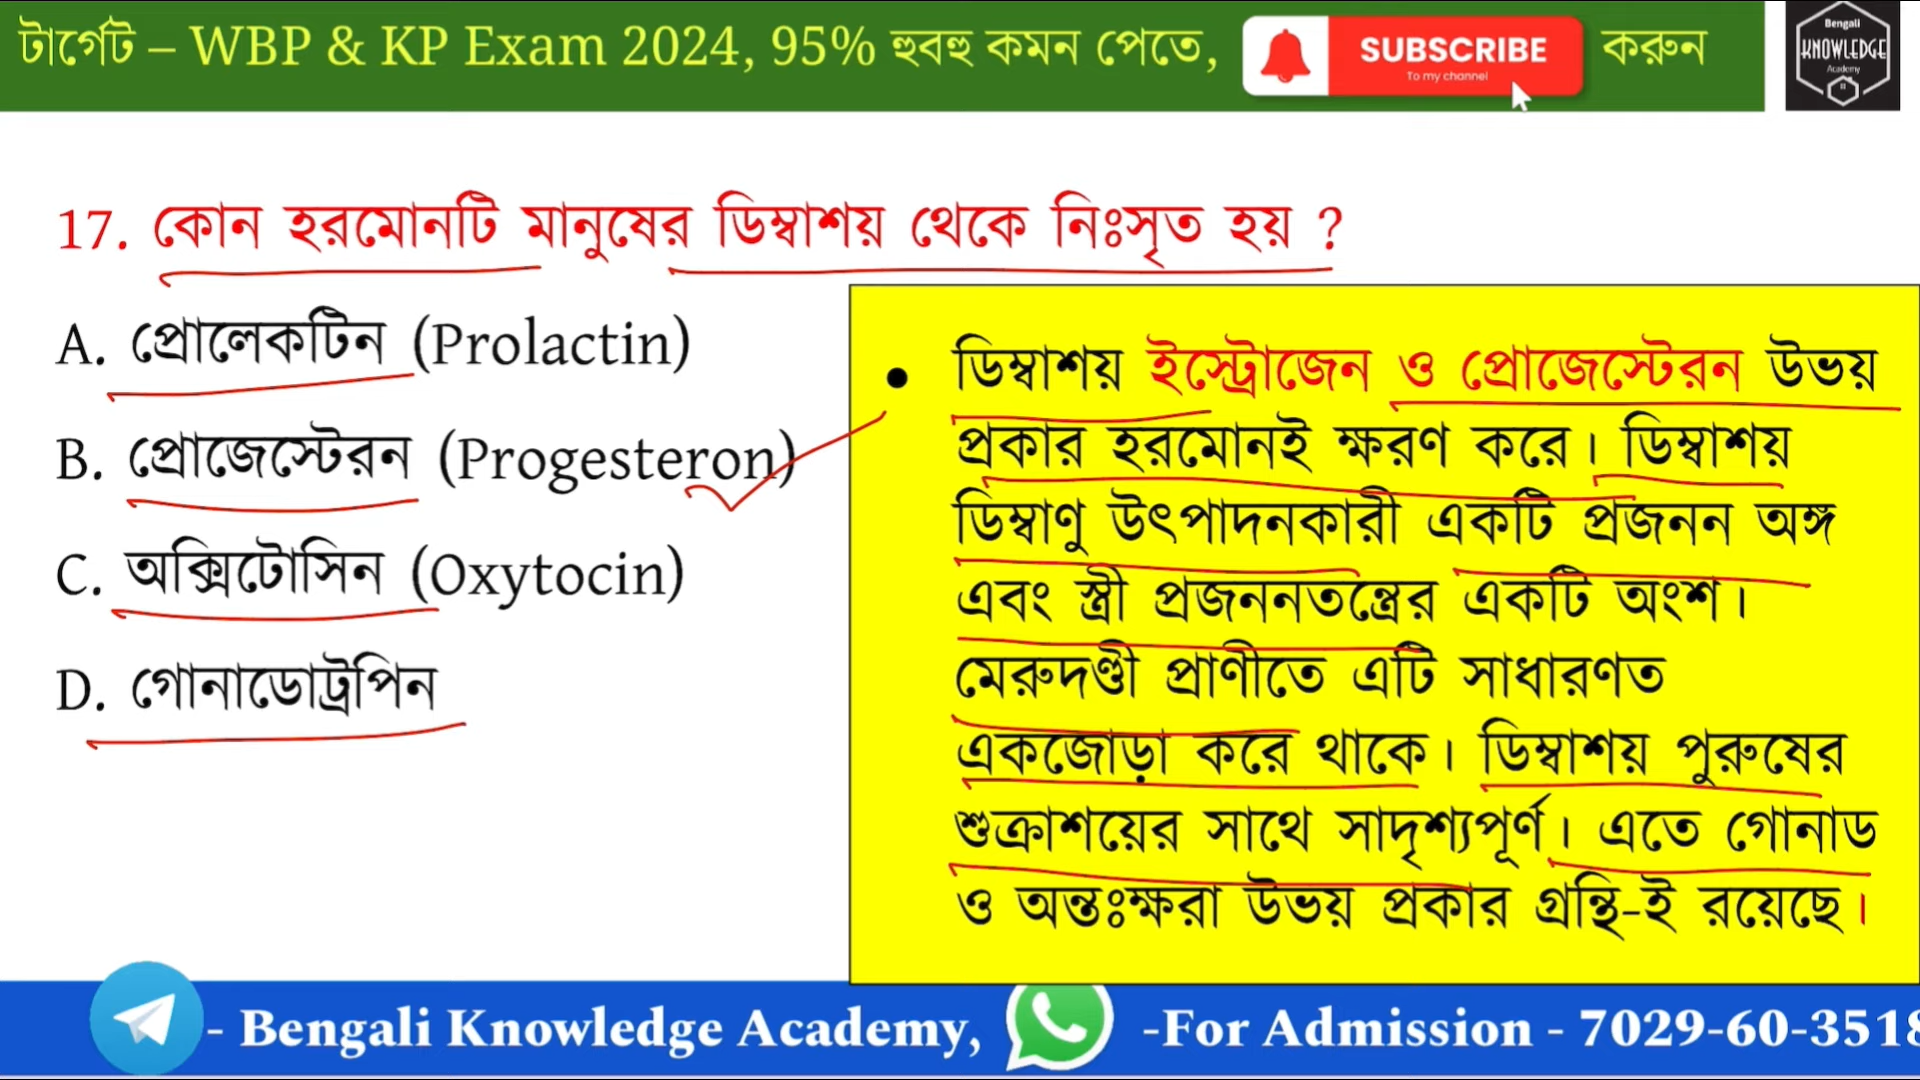 টার্গেট – WBP & KP Exam 2024, 95% হুবহু কমন পেতে, SUBSCRIBE করুন
To my channel
Bengali
KNOWLEDGE
Academy
17. কোন হরমোনটি মানুষের ডিম্বাশয় থেকে নিঃসৃত হয় ?
A. প্রোলেকটিন (Prolactin)
B. প্রোজেস্টেরন (Progesteron)
C. অক্সিটোসিন (Oxytocin)
D. গোনাডোট্রপিন
• ডিম্বাশয় ইস্ট্রোজেন ও প্রোজেস্টেরন উভয়
প্রকার হরমোনই ক্ষরণ করে। ডিম্বাশয়
ডিম্বাণু উৎপাদনকারী একটি প্রজনন অঙ্গ
এবং স্ত্রী প্রজননতন্ত্রের একটি অংশ।
মেরুদণ্ডী প্রাণীতে এটি সাধারণত
একজোড়া করে থাকে। ডিম্বাশয় পুরুষের
শুক্রাশয়ের সাথে সাদৃশ্যপূর্ণ। এতে গোনাড
ও অন্তঃক্ষরা উভয় প্রকার গ্রন্থি-ই রয়েছে।
- Bengali Knowledge Academy, -For Admission - 7029-60-3518